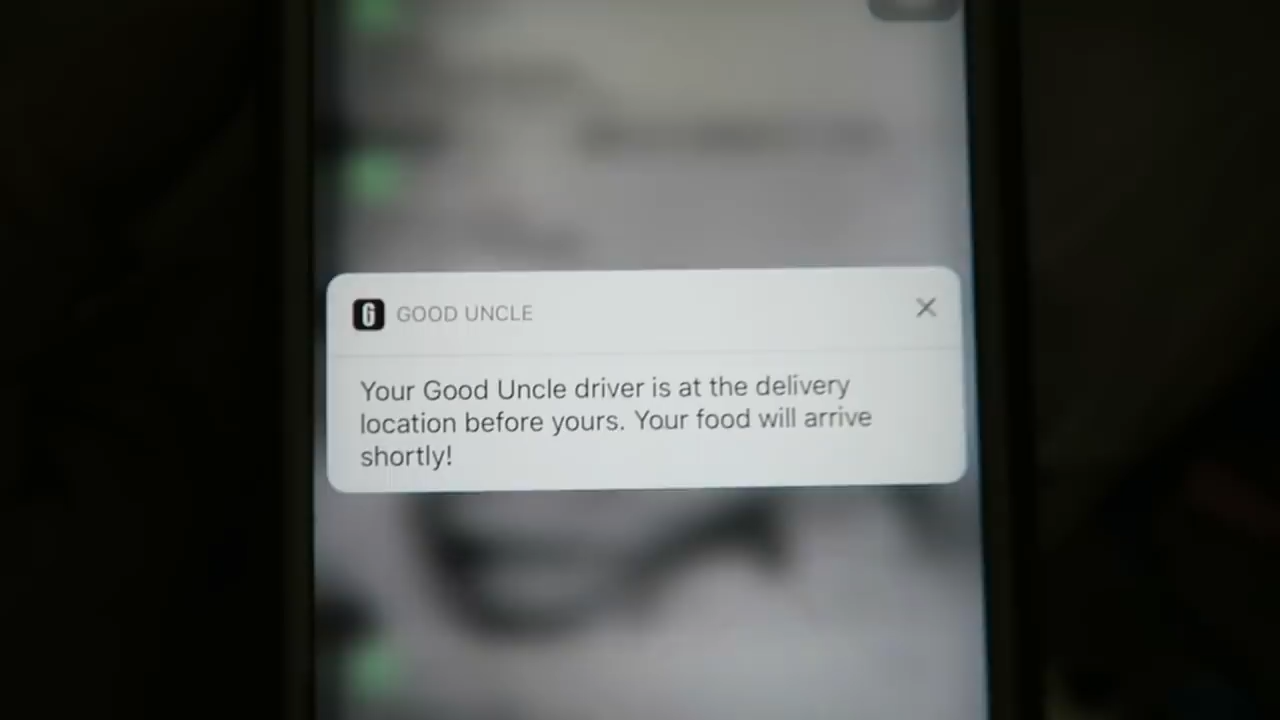 G GOOD UNCLE
Your Good Uncle driver is at the delivery
location before yours. Your food will arrive
shortly!